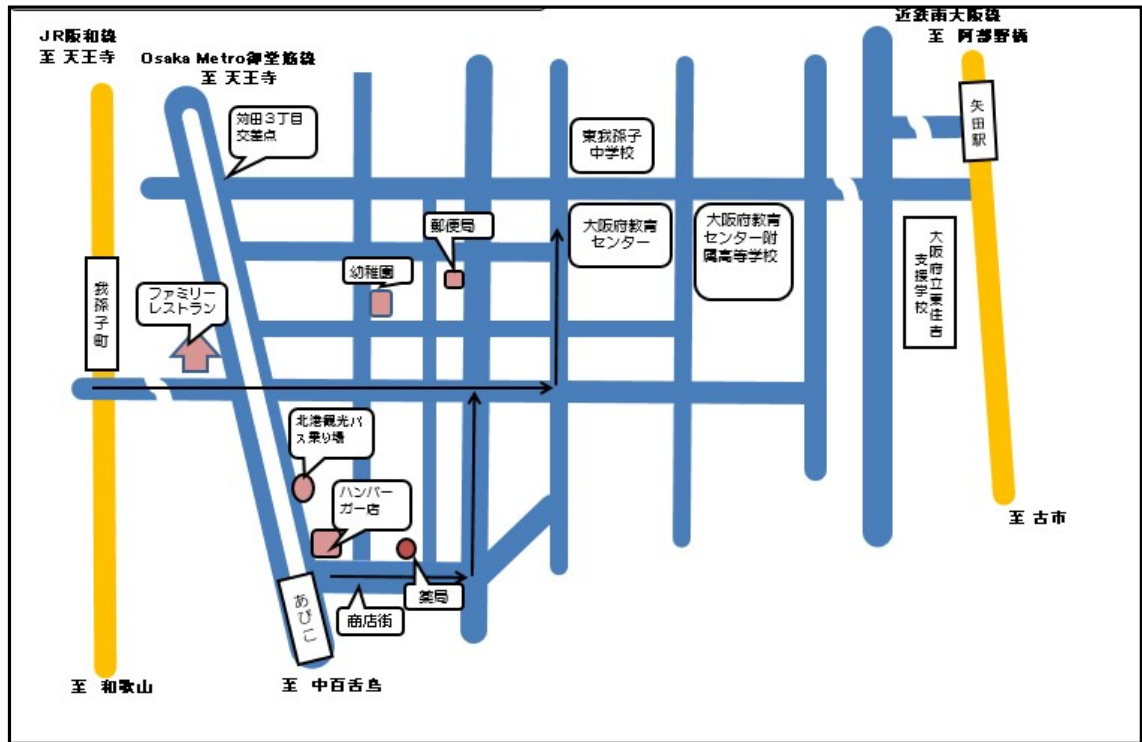 近鉄南大阪線
至 阿部野橋
JR阪和線
至 天王寺
Osaka Metro御堂筋線
至 天王寺
苅田３丁目
交差点
東我孫子
中学校
矢田駅
郵便局
大阪府教育
センター
大阪府教育
センター附
属高等学校
大阪府立東住吉
支援学校
幼稚園
我孫子町
ファミリー
レストラン
北港観光バ
ス乗り場
ハンバー
ガー店
至 古市
あびこ
商店街
薬局
至 和歌山
至 中百舌鳥